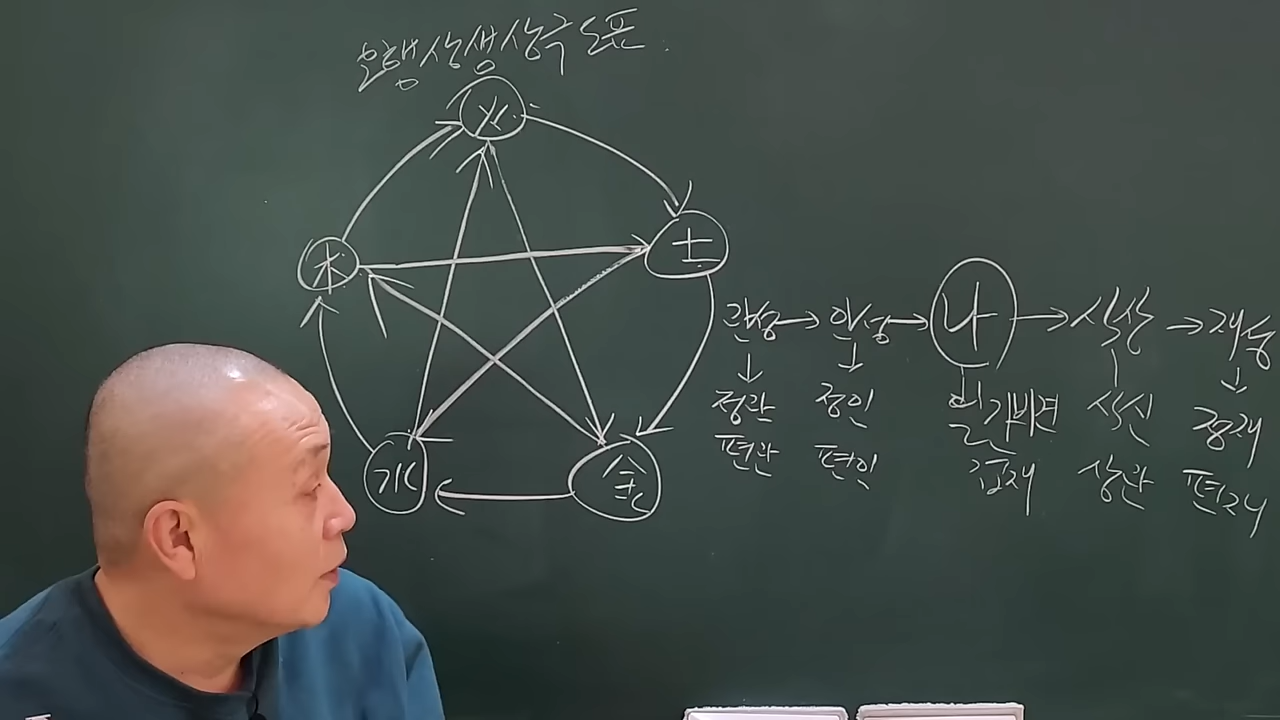 오행상생상극도표
火
木
土
水
金
관성 → 인성 → 나 → 식상 → 재성
정관 정인 일간 비견 식신 정재
편관 편인 겁재 상관 편재